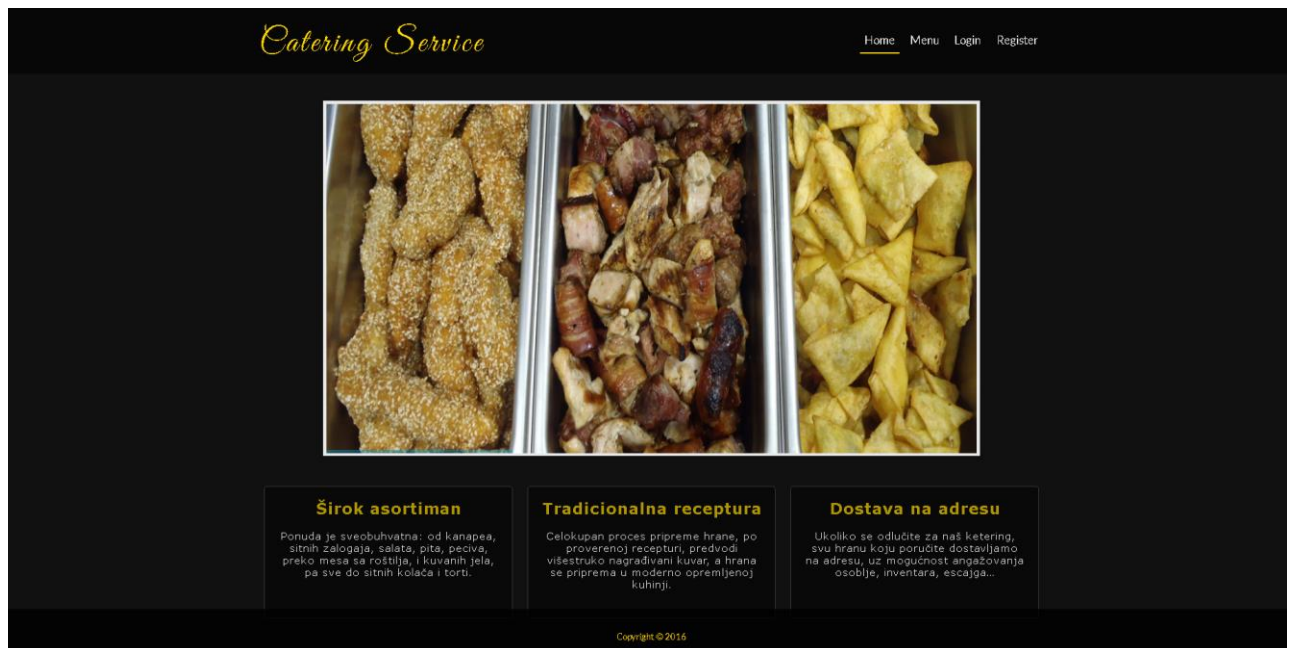 Catering Service
Home Menu Login Register
Širok asortiman
Ponuda je sveobuhvatna: od kanapea,
sitnih zalogaja, salata, pita, peciva,
preko mesa sa roštilja, i kuvanih jela,
pa sve do sitnih kolača i torti.
Tradicionalna receptura
Celokupan proces pripreme hrane, po
proverenoj recepturi, predvodi
višestruko nagrađivani kuvar, a hrana
se priprema u moderno opremljenoj
kuhinji.
Dostava na adresu
Ukoliko se odlučite za naš ketering,
svu hranu koju poručite dostavljamo
na adresu, uz mogućnost angažovanja
osoblje, inventara, escajga...
Copyright © 2016